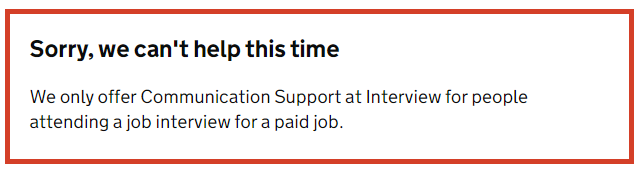 Sorry, we can't help this time
We only offer Communication Support at Interview for people
attending a job interview for a paid job.